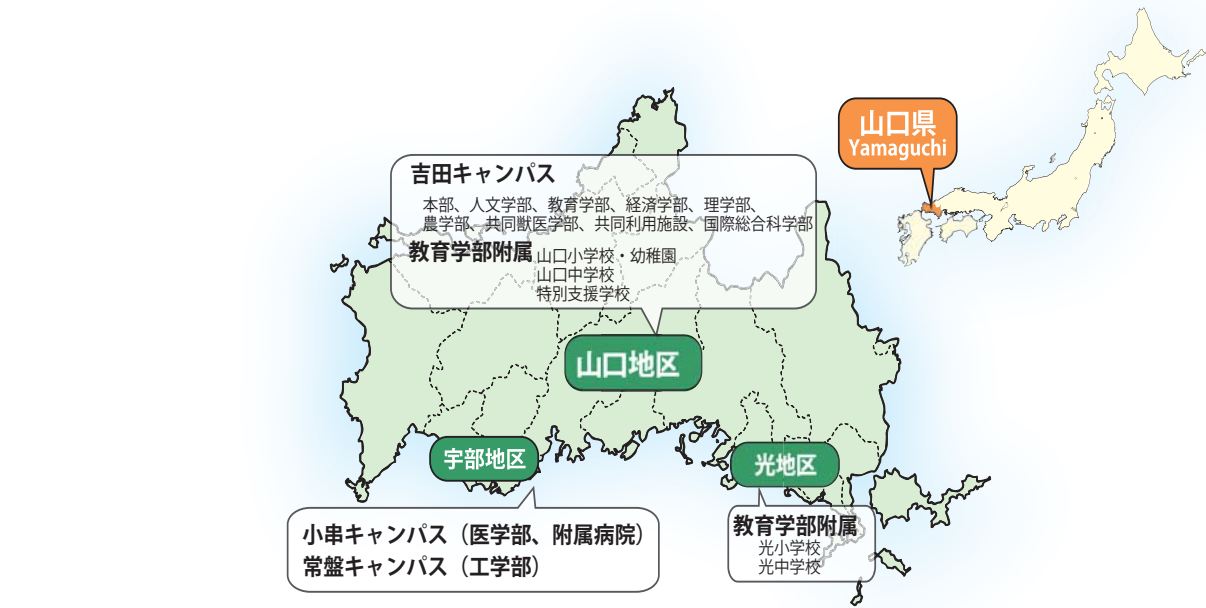 山口県
Yamaguchi
吉田キャンパス
本部、人文学部、教育学部、経済学部、理学部、
農学部、共同獣医学部、共同利用施設、国際総合科学部
教育学部附属 山口小学校・幼稚園
山口中学校
特別支援学校
山口地区
宇部地区
小串キャンパス（医学部、附属病院）
常盤キャンパス（工学部）
光地区
教育学部附属
光小学校
光中学校